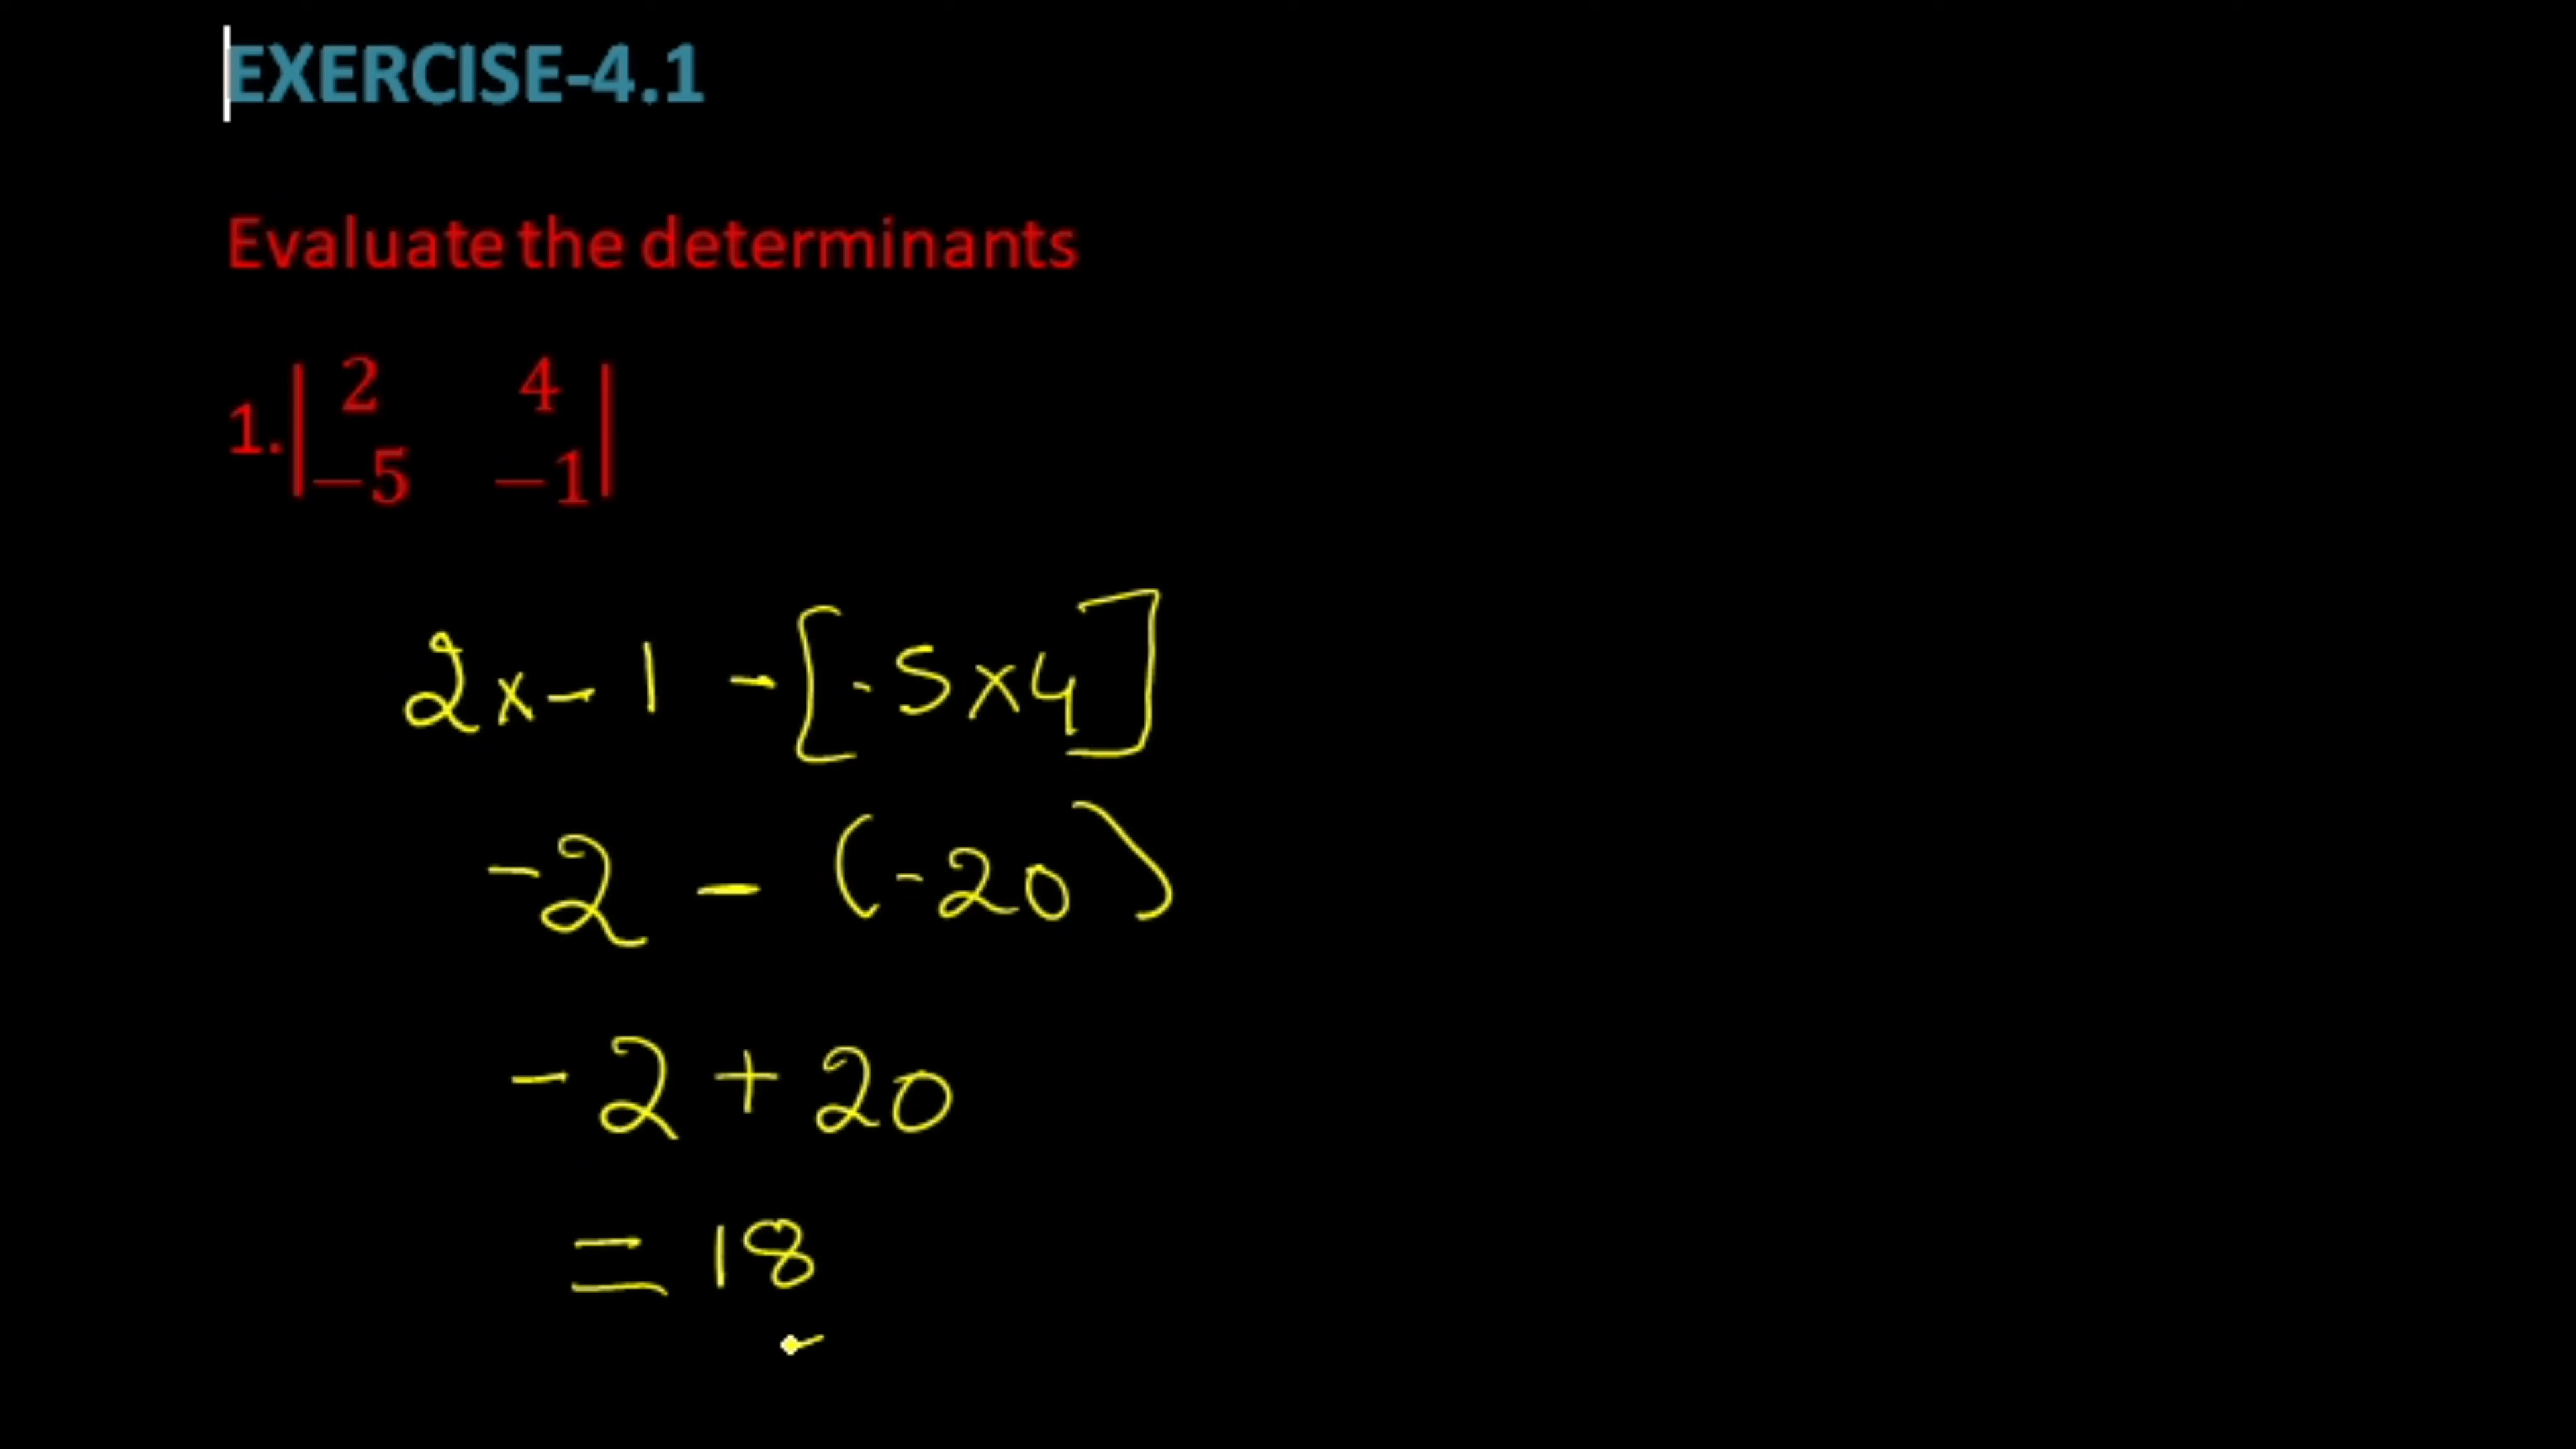 EXERCISE-4.1
Evaluate the determinants
1. | 2 4 |
| −5 −1 |
2x-1 -[-5x4]
-2 - (-20)
-2+20
= 18